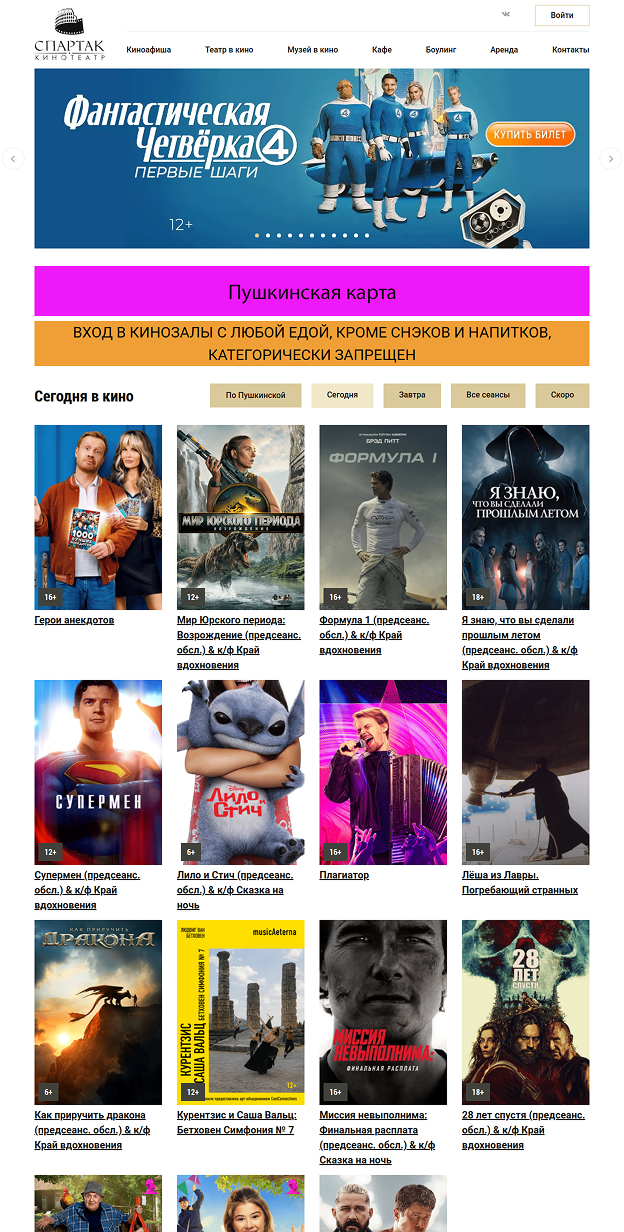 СПАРТАК
КИНОТЕАТР
Войти
Киноафиша
Театр в кино
Музей в кино
Кафе
Боулинг
Аренда
Контакты
Фантастическая
Четвёрка 4
ПЕРВЫЕ ШАГИ
12+
КУПИТЬ БИЛЕТ
Пушкинская карта
ВХОД В КИНОЗАЛЫ С ЛЮБОЙ ЕДОЙ, КРОМЕ СНЭКОВ И НАПИТКОВ,
КАТЕГОРИЧЕСКИ ЗАПРЕЩЕН
Сегодня в кино
По Пушкинской
Сегодня
Завтра
Все сеансы
Скоро
1000
16+
Герои анекдотов
МИР ЮРСКОГО ПЕРИОДА
ВОЗРОЖДЕНИЕ
12+
Мир Юрского периода:
Возрождение (предсеанс.
обсл.) & к/ф Край
вдохновения
БРЭД ПИТТ
ФОРМУЛА 1
16+
Формула 1 (предсеанс.
обсл.) & к/ф Край
вдохновения
Я ЗНАЮ,
ЧТО ВЫ СДЕЛАЛИ
ПРОШЛЫМ ЛЕТОМ
18+
Я знаю, что вы сделали
прошлым летом
(предсеанс. обсл.) & к/ф
Край вдохновения
СУПЕРМЕН
12+
Супермен (предсеанс.
обсл.) & к/ф Край
вдохновения
Disney
Лило и
Стич
6+
Лило и Стич (предсеанс.
обсл.) & к/ф Сказка на
ночь
16+
Плагиатор
16+
Лёша из Лавры.
Погребающий странных
КАК ПРИРУЧИТЬ
ДРАКОНА
6+
Как приручить дракона
(предсеанс. обсл.) & к/ф
Край вдохновения
ЛЮДВИГ ВАН
БЕТХОВЕН
musicAeterna
КУРЕНТЗИС
САША ВАЛЬЦ
БЕТХОВЕН СИМФОНИЯ № 7
12+
12+
Курентзис и Саша Вальц:
Бетховен Симфония № 7
МИССИЯ
НЕВЫПОЛНИМА:
ФИНАЛЬНАЯ РАСПЛАТА
16+
Миссия невыполнима:
Финальная расплата
(предсеанс. обсл.) & к/ф
Сказка на ночь
28
ЛЕТ
СПУСТЯ
18+
28 лет спустя (предсеанс.
обсл.) & к/ф Край
вдохновения